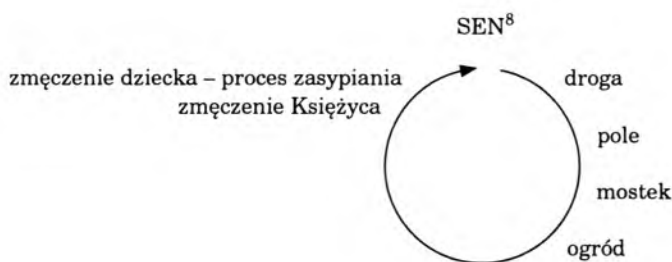 SEN⁸
zmęczenie dziecka – proces zasypiania
zmęczenie Księżyca
droga
pole
mostek
ogród